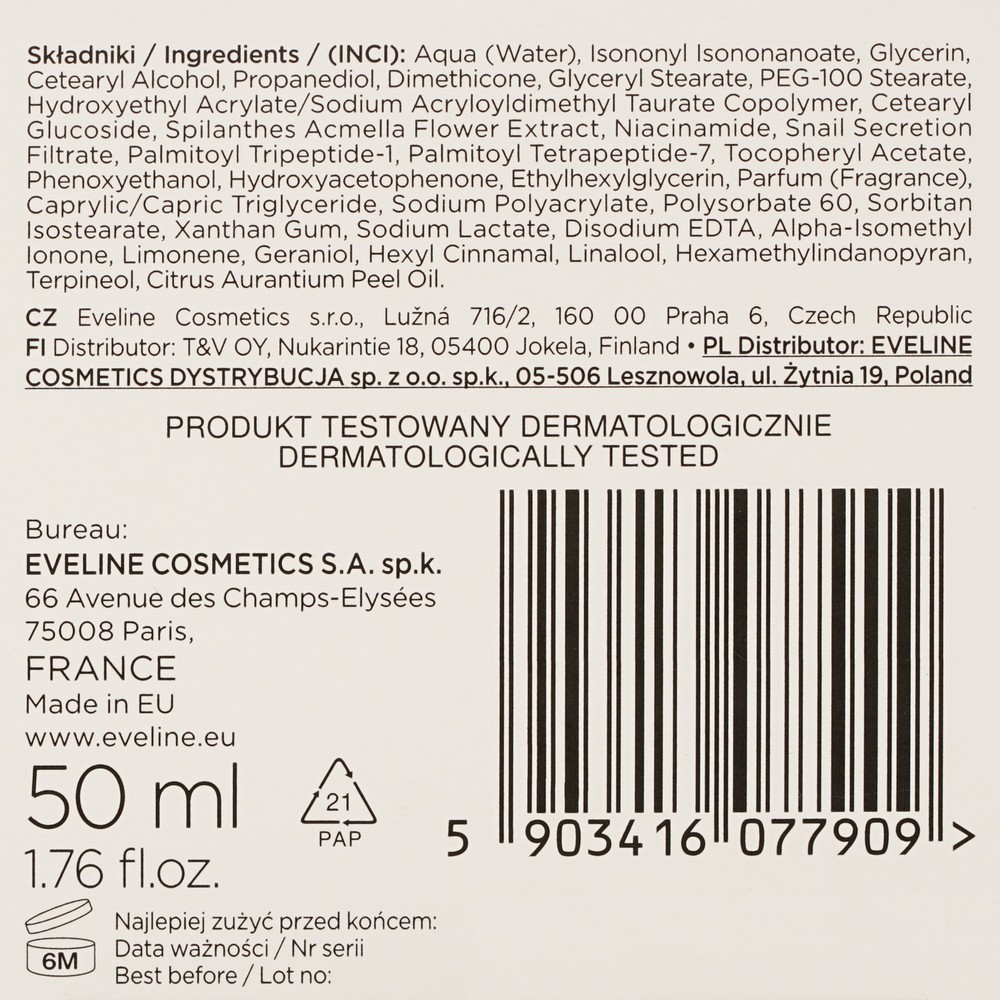 Składniki / Ingredients / (INCI): Aqua (Water), Isononyl Isononanoate, Glycerin,
Cetearyl Alcohol, Propanediol, Dimethicone, Glyceryl Stearate, PEG-100 Stearate,
Hydroxyethyl Acrylate/Sodium Acryloyldimethyl Taurate Copolymer, Cetearyl
Glucoside, Spilanthes Acmella Flower Extract, Niacinamide, Snail Secretion
Filtrate, Palmitoyl Tripeptide-1, Palmitoyl Tetrapeptide-7, Tocopheryl Acetate,
Phenoxyethanol, Hydroxyacetophenone, Ethylhexylglycerin, Parfum (Fragrance),
Caprylic/Capric Triglyceride, Sodium Polyacrylate, Polysorbate 60, Sorbitan
Isostearate, Xanthan Gum, Sodium Lactate, Disodium EDTA, Alpha-Isomethyl
Ionone, Limonene, Geraniol, Hexyl Cinnamal, Linalool, Hexamethylindanopyran,
Terpineol, Citrus Aurantium Peel Oil.
CZ Eveline Cosmetics s.r.o., Lužná 716/2, 160 00 Praha 6, Czech Republic
FI Distributor: T&V OY, Nukarintie 18, 05400 Jokela, Finland • PL Distributor: EVELINE
COSMETICS DYSTRYBUCJA sp. z o.o. sp.k., 05-506 Lesznowola, ul. Żytnia 19, Poland
PRODUKT TESTOWANY DERMATOLOGICZNIE
DERMATOLOGICALLY TESTED
Bureau:
EVELINE COSMETICS S.A. sp.k.
66 Avenue des Champs-Elysées
75008 Paris,
FRANCE
Made in EU
www.eveline.eu
50 ml
1.76 fl.oz.
21
PAP
5 903416 077909 >
6M
Najlepiej zużyć przed końcem:
Data ważności / Nr serii
Best before / Lot no: